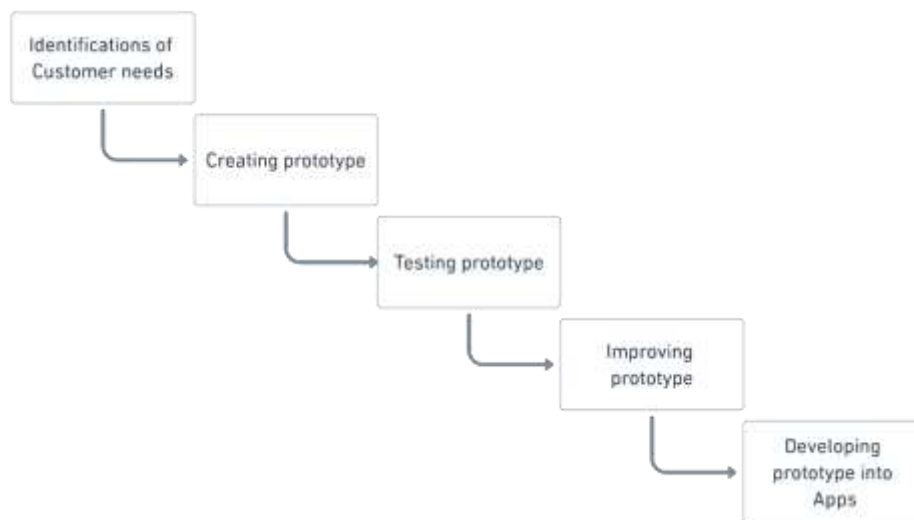 Identifications of
Customer needs
Creating prototype
Testing prototype
Improving
prototype
Developing
prototype into
Apps